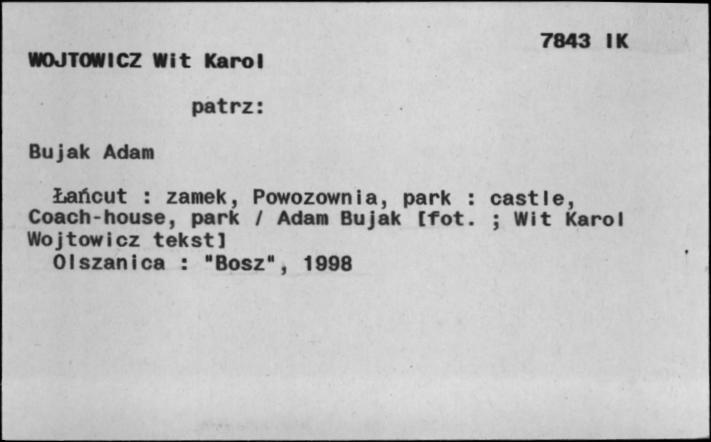 7843 IK
WOJTOWICZ Wit Karol
patrz:
Bujak Adam
Łańcut : zamek, Powozownia, park : castle,
Coach-house, park / Adam Bujak [fot. ; Wit Karol
Wojtowicz tekst]
Olszanica : "Bosz", 1998